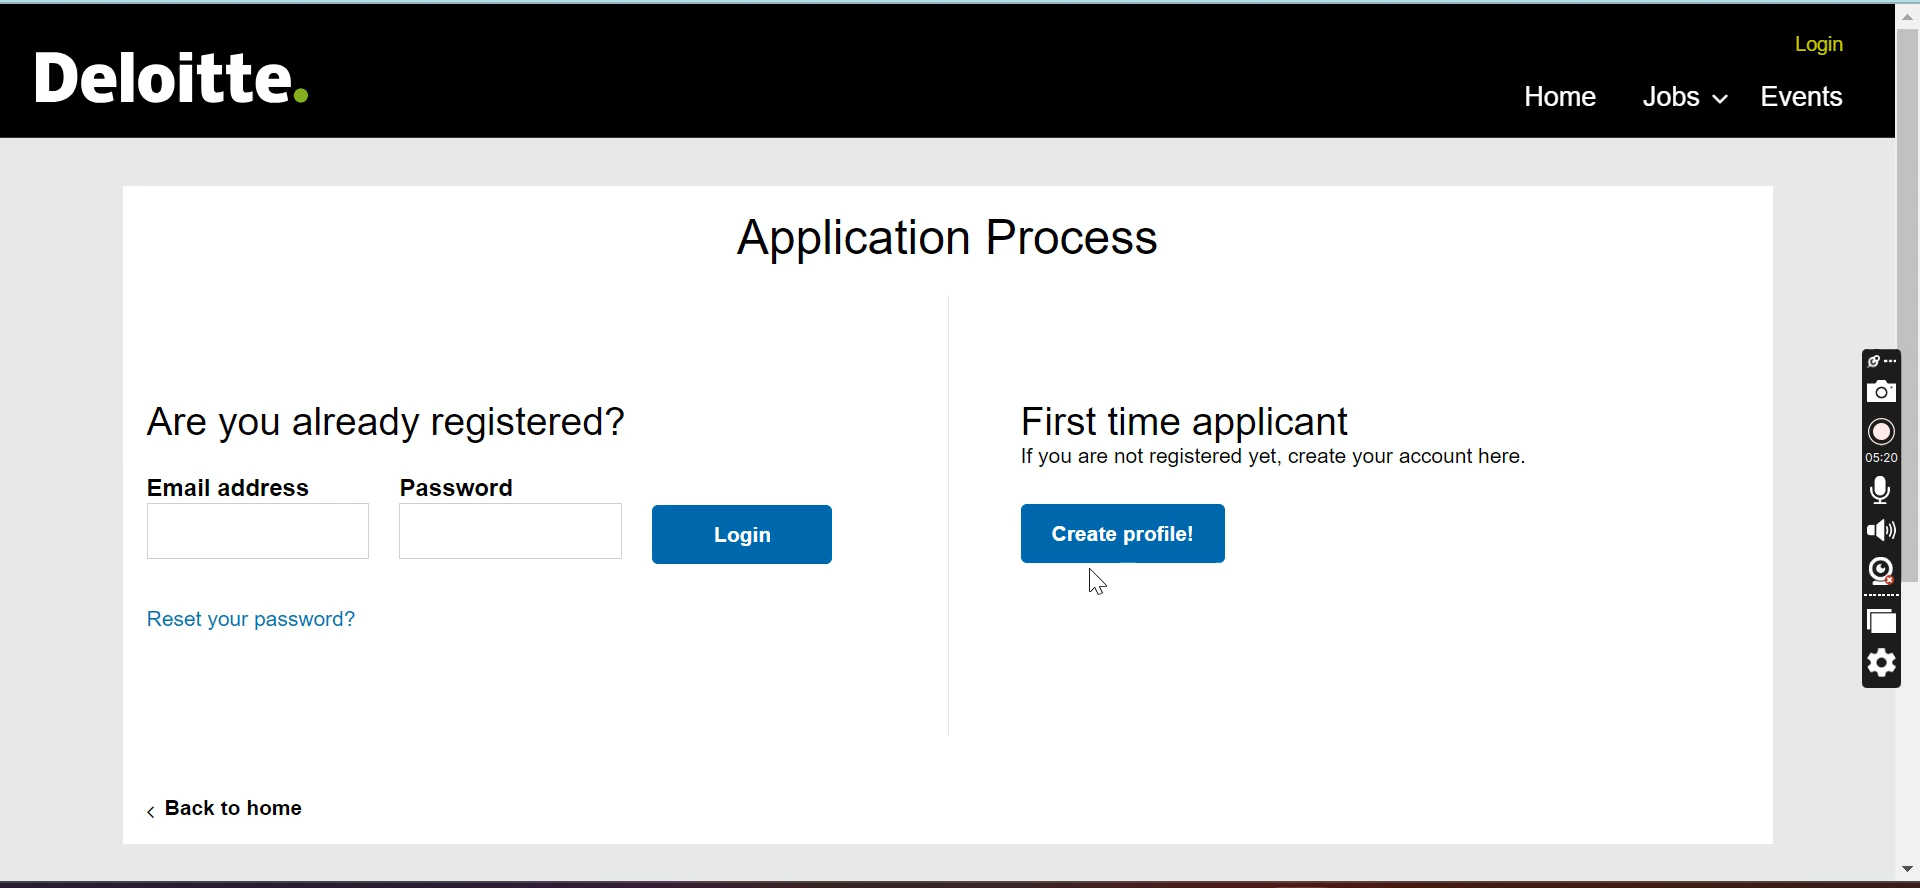 Deloitte.
Login
Home Jobs Events
Application Process
Are you already registered?
Email address Password
Login
Reset your password?
First time applicant
If you are not registered yet, create your account here.
Create profile!
Back to home
05:20